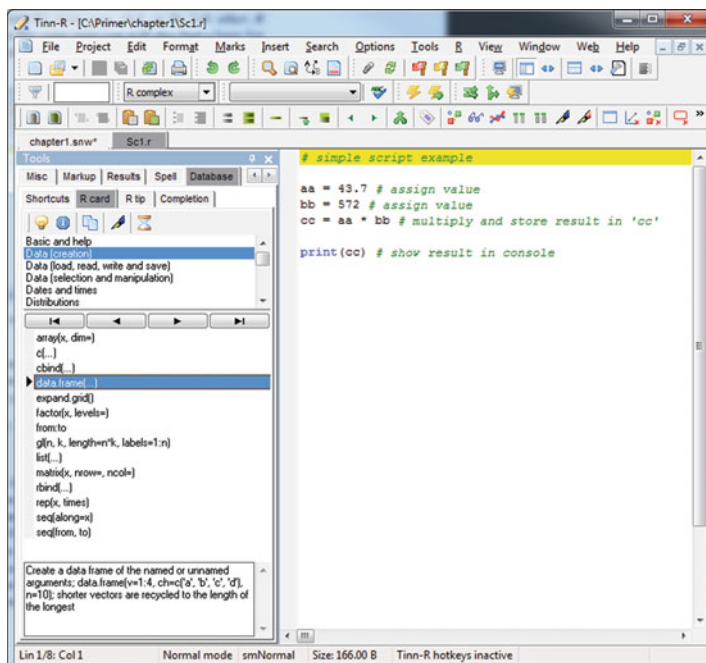 Tinn-R - [C:\Primer\chapter1\Sc1.r]
File Project Edit Format Marks Insert Search Options Tools R View Window Web Help
R complex
chapter1.snw* Sc1.r
Tools
Misc Markup Results Spell Database
Shortcuts R card R tip Completion
Basic and help
Data (creation)
Data (load, read, write and save)
Data (selection and manipulation)
Dates and times
Distributions
array(x, dim=)
c(...)
cbind(...)
data.frame(...)
expand.grid()
factor(x, levels=)
from:to
gl(n, k, length=n*k, labels=1:n)
list(...)
matrix(x, nrow=, ncol=)
rbind(...)
rep(x, times)
seq(along=x)
seq(from, to)
Create a data frame of the named or unnamed
arguments; data.frame(v=1:4, ch=c('a', 'b', 'c', 'd'),
n=10); shorter vectors are recycled to the length of
the longest
# simple script example
aa = 43.7 # assign value
bb = 572 # assign value
cc = aa * bb # multiply and store result in 'cc'
print(cc) # show result in console
Lin 1/8: Col 1 Normal mode smNormal Size: 166.00 B Tinn-R hotkeys inactive